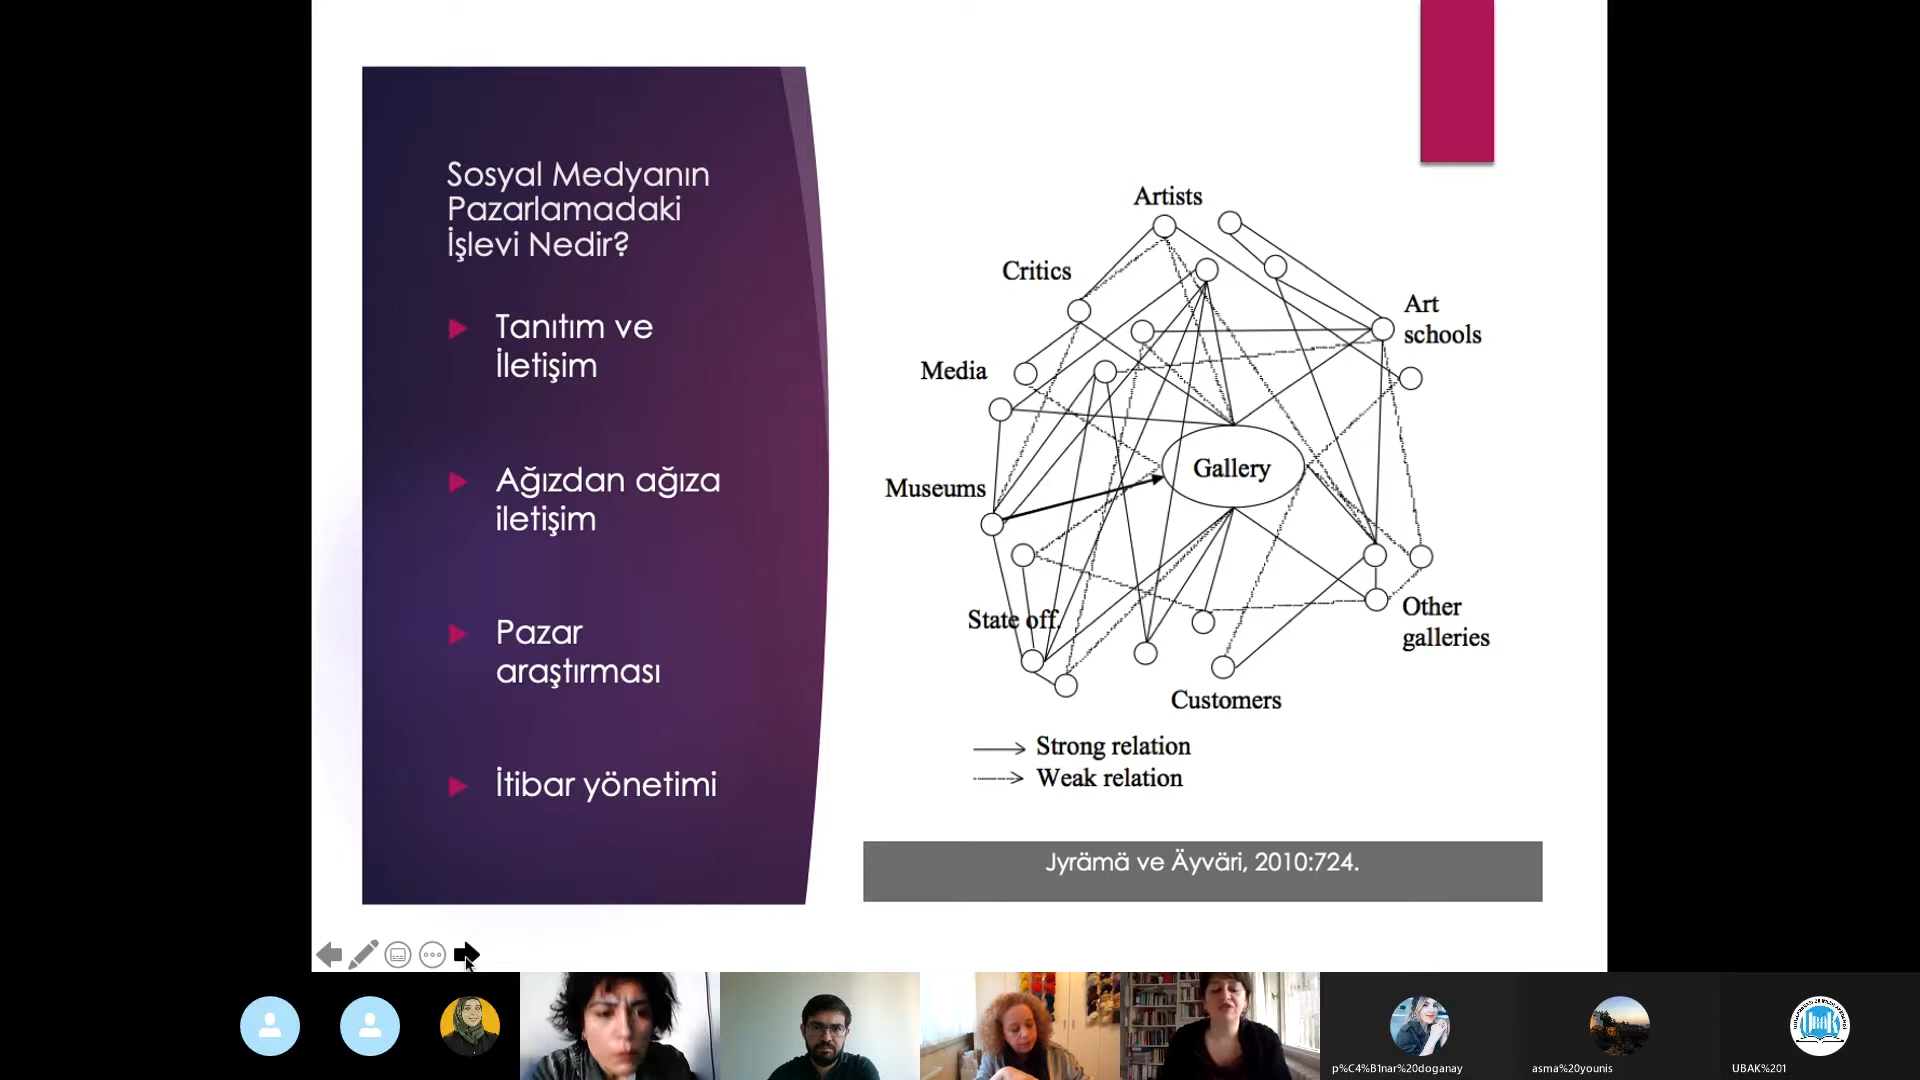 Sosyal Medyanın
Pazarlamadaki
İşlevi Nedir?
Tanıtım ve
İletişim
Ağızdan ağıza
iletişim
Pazar
araştırması
İtibar yönetimi
Artists
Critics
Art
schools
Media
Gallery
Museums
State off.
Other
galleries
Customers
Strong relation
Weak relation
Jyrämä ve Äyväri, 2010:724.
p%C4%B1nar%20doganay
asma%20younis
UBAK
UBAK%201